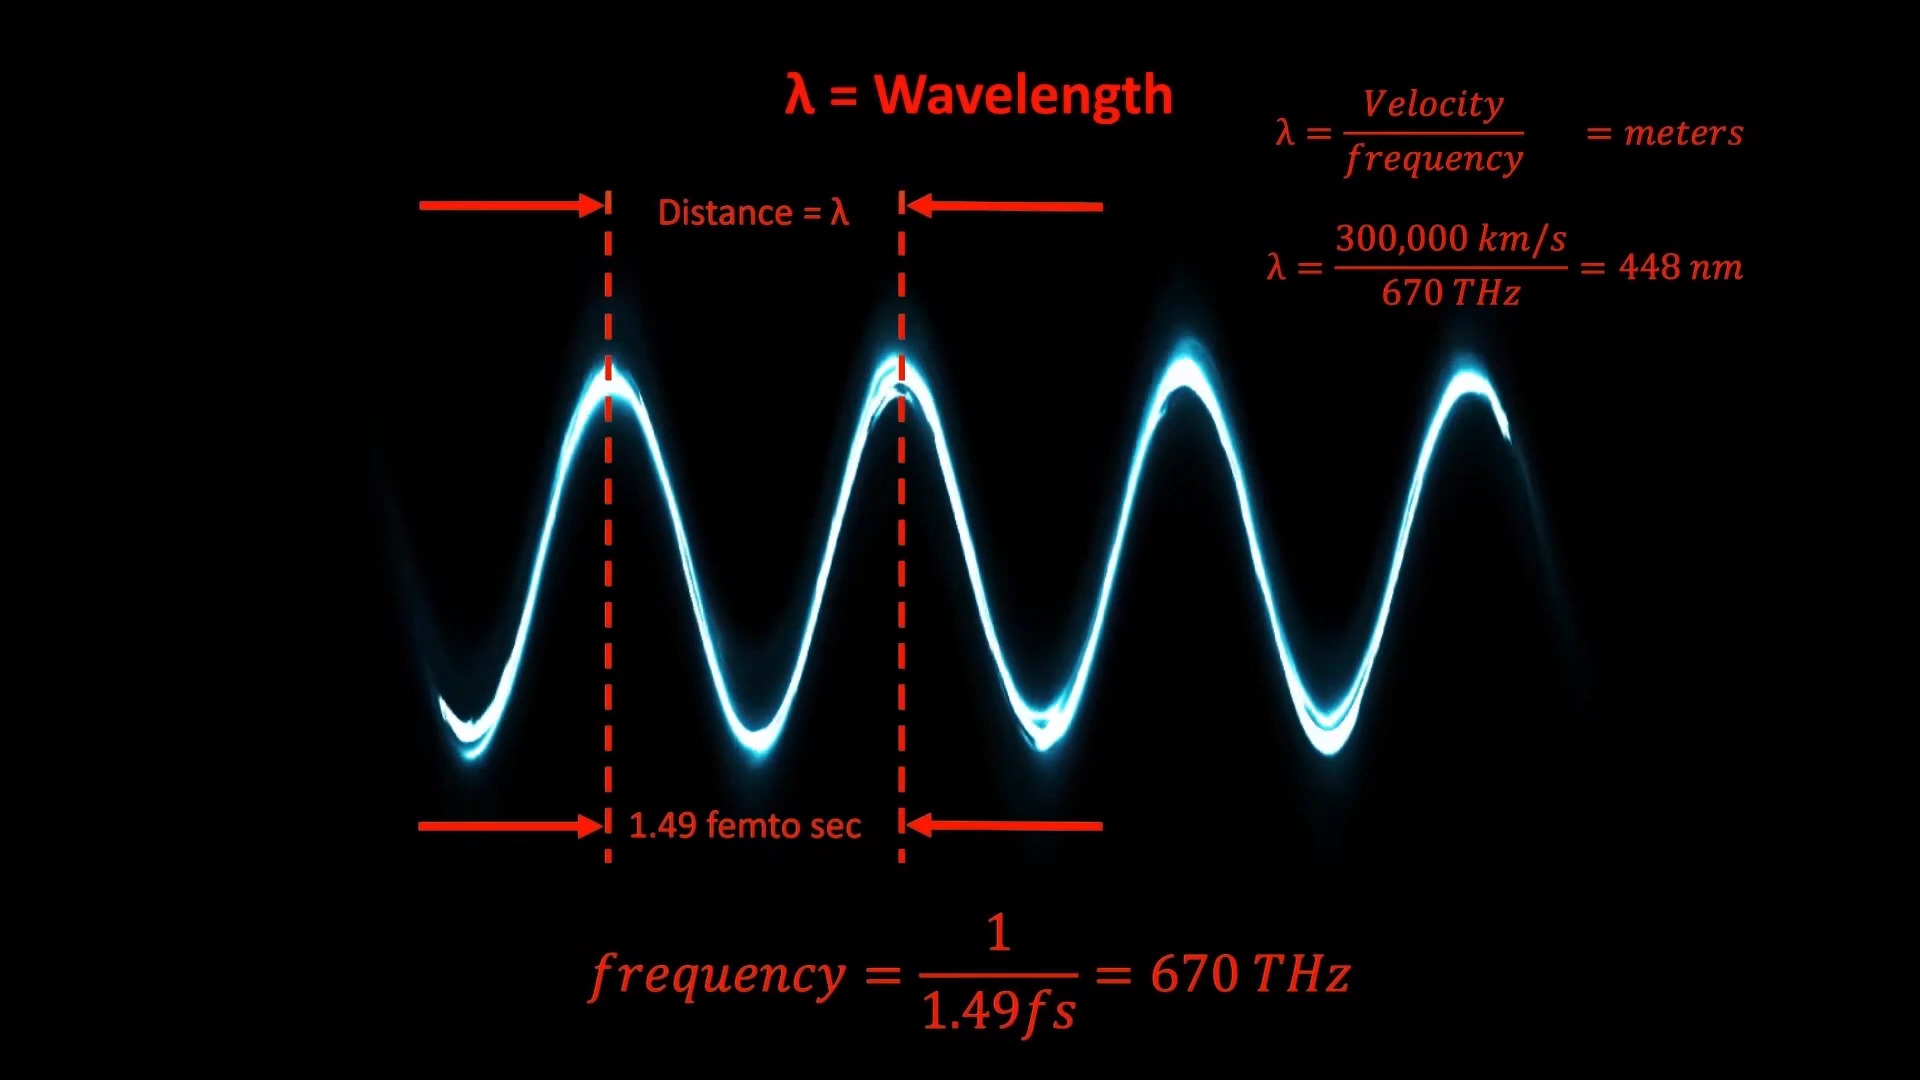 λ = Wavelength
λ = Velocity / frequency = meters
Distance = λ
λ = 300,000 km/s / 670 THz = 448 nm
1.49 femto sec
frequency = 1 / 1.49fs = 670 THz